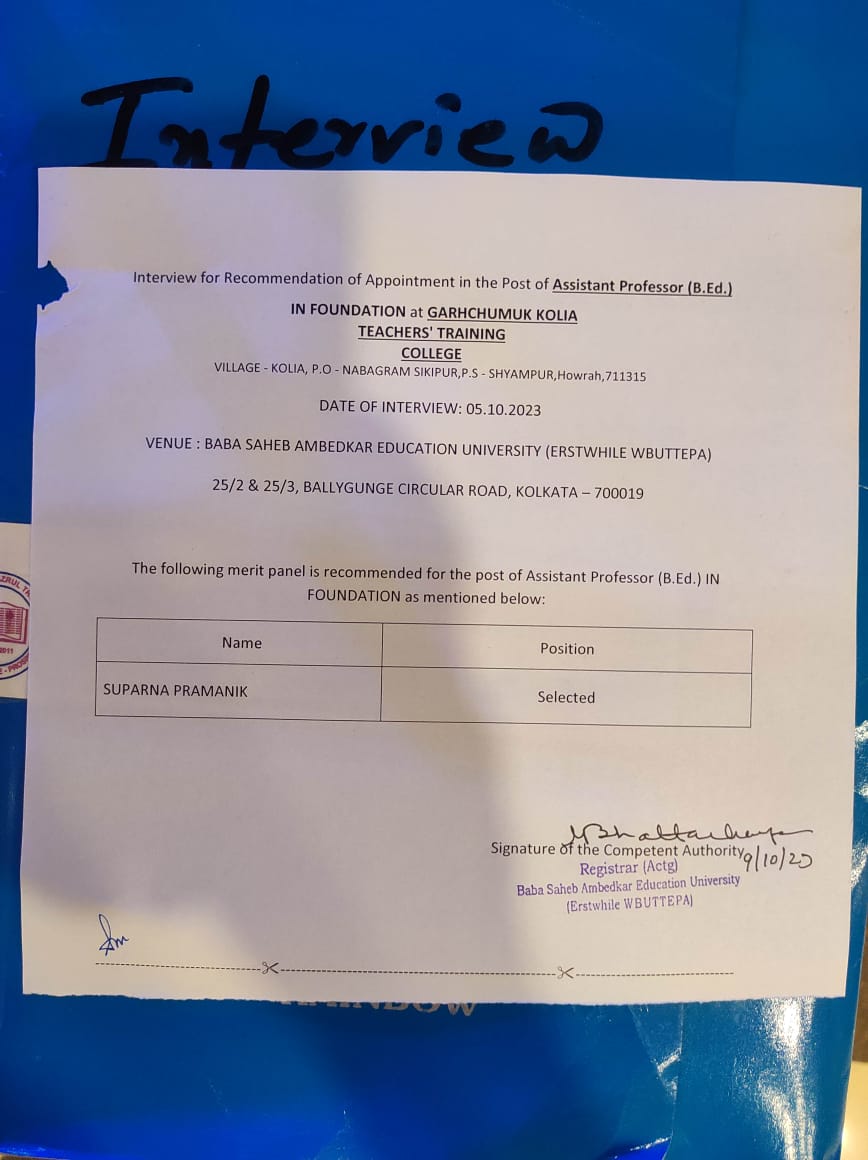 Interview
Interview for Recommendation of Appointment in the Post of Assistant Professor (B.Ed.)
IN FOUNDATION at GARHCHUMUK KOLIA
TEACHERS' TRAINING
COLLEGE
VILLAGE - KOLIA, P.O - NABAGRAM SIKIPUR,P.S - SHYAMPUR,Howrah,711315
DATE OF INTERVIEW: 05.10.2023
VENUE : BABA SAHEB AMBEDKAR EDUCATION UNIVERSITY (ERSTWHILE WBUTTEPA)
25/2 & 25/3, BALLYGUNGE CIRCULAR ROAD, KOLKATA – 700019
The following merit panel is recommended for the post of Assistant Professor (B.Ed.) IN
FOUNDATION as mentioned below:
Name Position
SUPARNA PRAMANIK Selected
Signature of the Competent Authority
Registrar (Actg)
Baba Saheb Ambedkar Education University
(Erstwhile WBUTTEPA)
2011